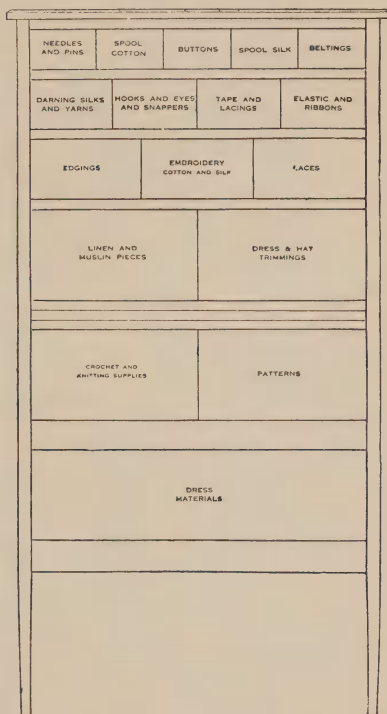 NEEDLES
AND PINS
SPOOL
COTTON
BUTTONS
SPOOL SILK
BELTINGS
DARNING SILKS
AND YARNS
HOOKS AND EYES
AND SNAPPERS
TAPE AND
LACINGS
ELASTIC AND
RIBBONS
EDGINGS
EMBROIDERY
COTTON AND SILK
LACES
LINEN AND
MUSLIN PIECES
DRESS & HAT
TRIMMINGS
CROCHET AND
KNITTING SUPPLIES
PATTERNS
DRESS
MATERIALS